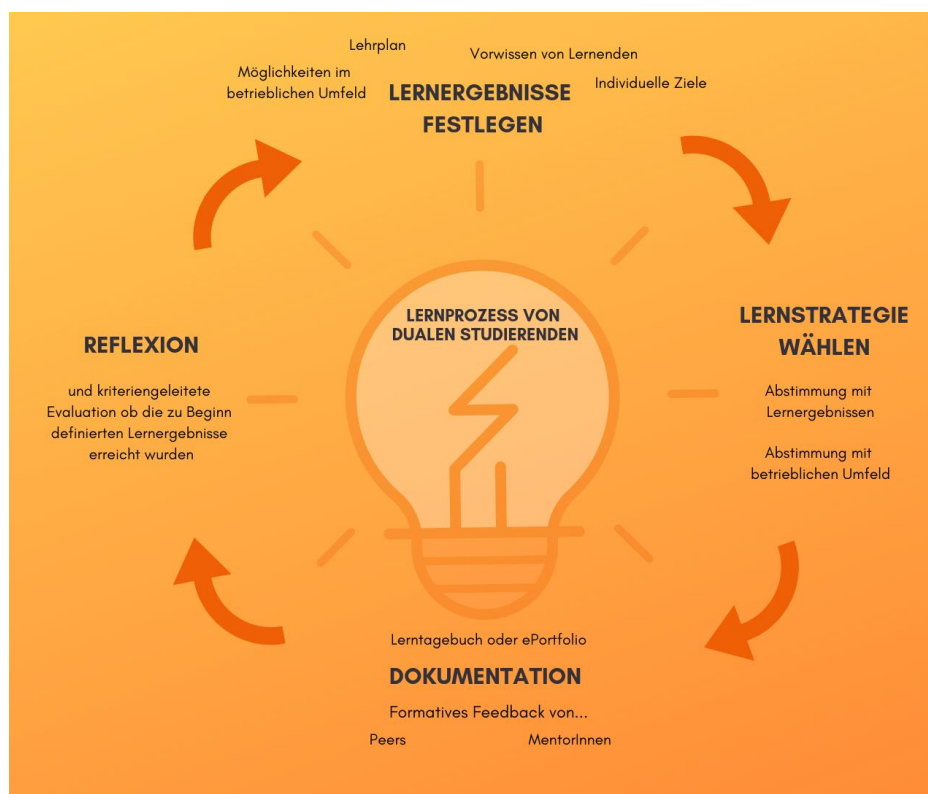 Lehrplan
Vorwissen von Lernenden
Möglichkeiten im
betrieblichen Umfeld
Individuelle Ziele
LERNERGEBNISSE
FESTLEGEN
LERNPROZESS VON
DUALEN STUDIERENDEN
LERNSTRATEGIE
WÄHLEN
Abstimmung mit
Lernergebnissen
Abstimmung mit
betrieblichen Umfeld
Lerntagebuch oder ePortfolio
DOKUMENTATION
Formatives Feedback von...
Peers
MentorInnen
REFLEXION
und kriteriengeleitete
Evaluation ob die zu Beginn
definierten Lernergebnisse
erreicht wurden